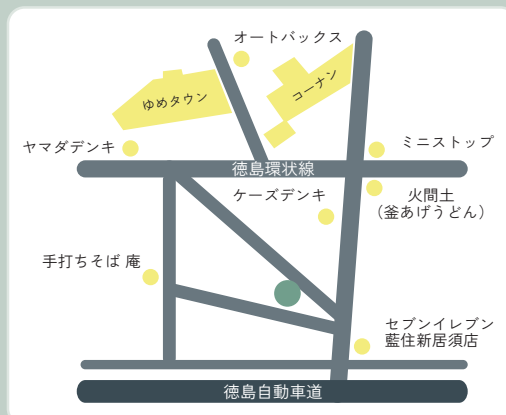 オートバックス
コーナン
ゆめタウン
ヤマダデンキ
ミニストップ
徳島環状線
ケーズデンキ
火間土
（釜あげうどん）
手打ちそば 庵
セブンイレブン
藍住新居須店
徳島自動車道